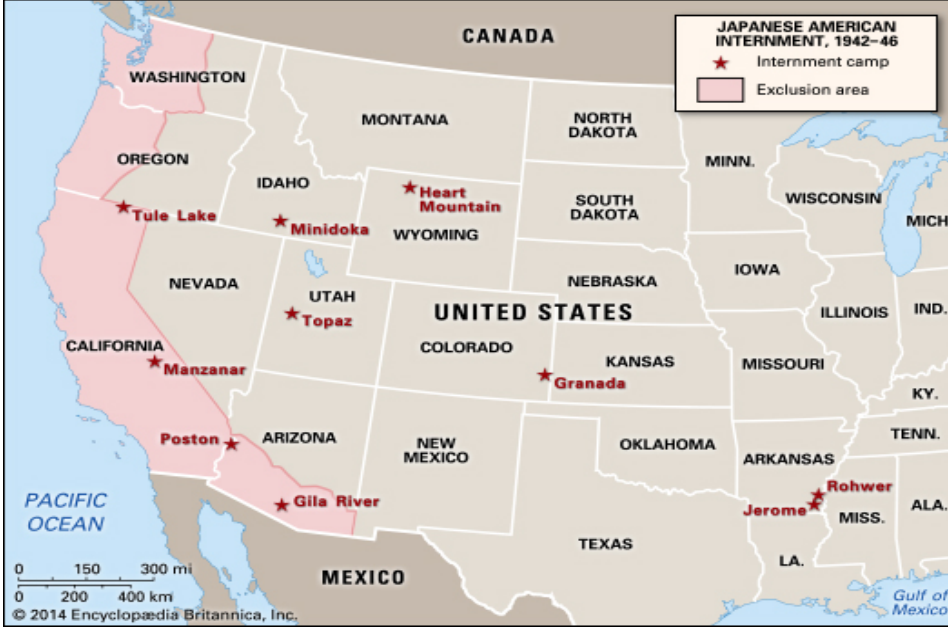 CANADA
JAPANESE AMERICAN
INTERNMENT, 1942–46
Internment camp
Exclusion area
WASHINGTON
MONTANA
NORTH
DAKOTA
MINN.
OREGON
IDAHO
Heart
Mountain
SOUTH
DAKOTA
WISCONSIN
MICH
Tule Lake
Minidoka
WYOMING
NEVADA
UTAH
Topaz
NEBRASKA
IOWA
UNITED STATES
ILLINOIS
IND.
CALIFORNIA
Manzanar
COLORADO
Granada
KANSAS
MISSOURI
KY.
Poston
ARIZONA
NEW
MEXICO
OKLAHOMA
TENN.
ARKANSAS
Gila River
Rohwer
Jerome
MISS.
ALA.
PACIFIC
OCEAN
TEXAS
LA.
MEXICO
Gulf of
Mexico
0 150 300 mi
0 200 400 km
© 2014 Encyclopædia Britannica, Inc.